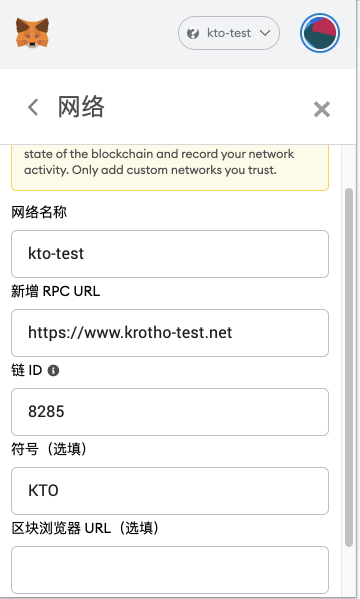 kto-test
网络
state of the blockchain and record your network
activity. Only add custom networks you trust.
网络名称
kto-test
新增 RPC URL
https://www.krotho-test.net
链 ID
8285
符号（选填）
KTO
区块浏览器 URL（选填）